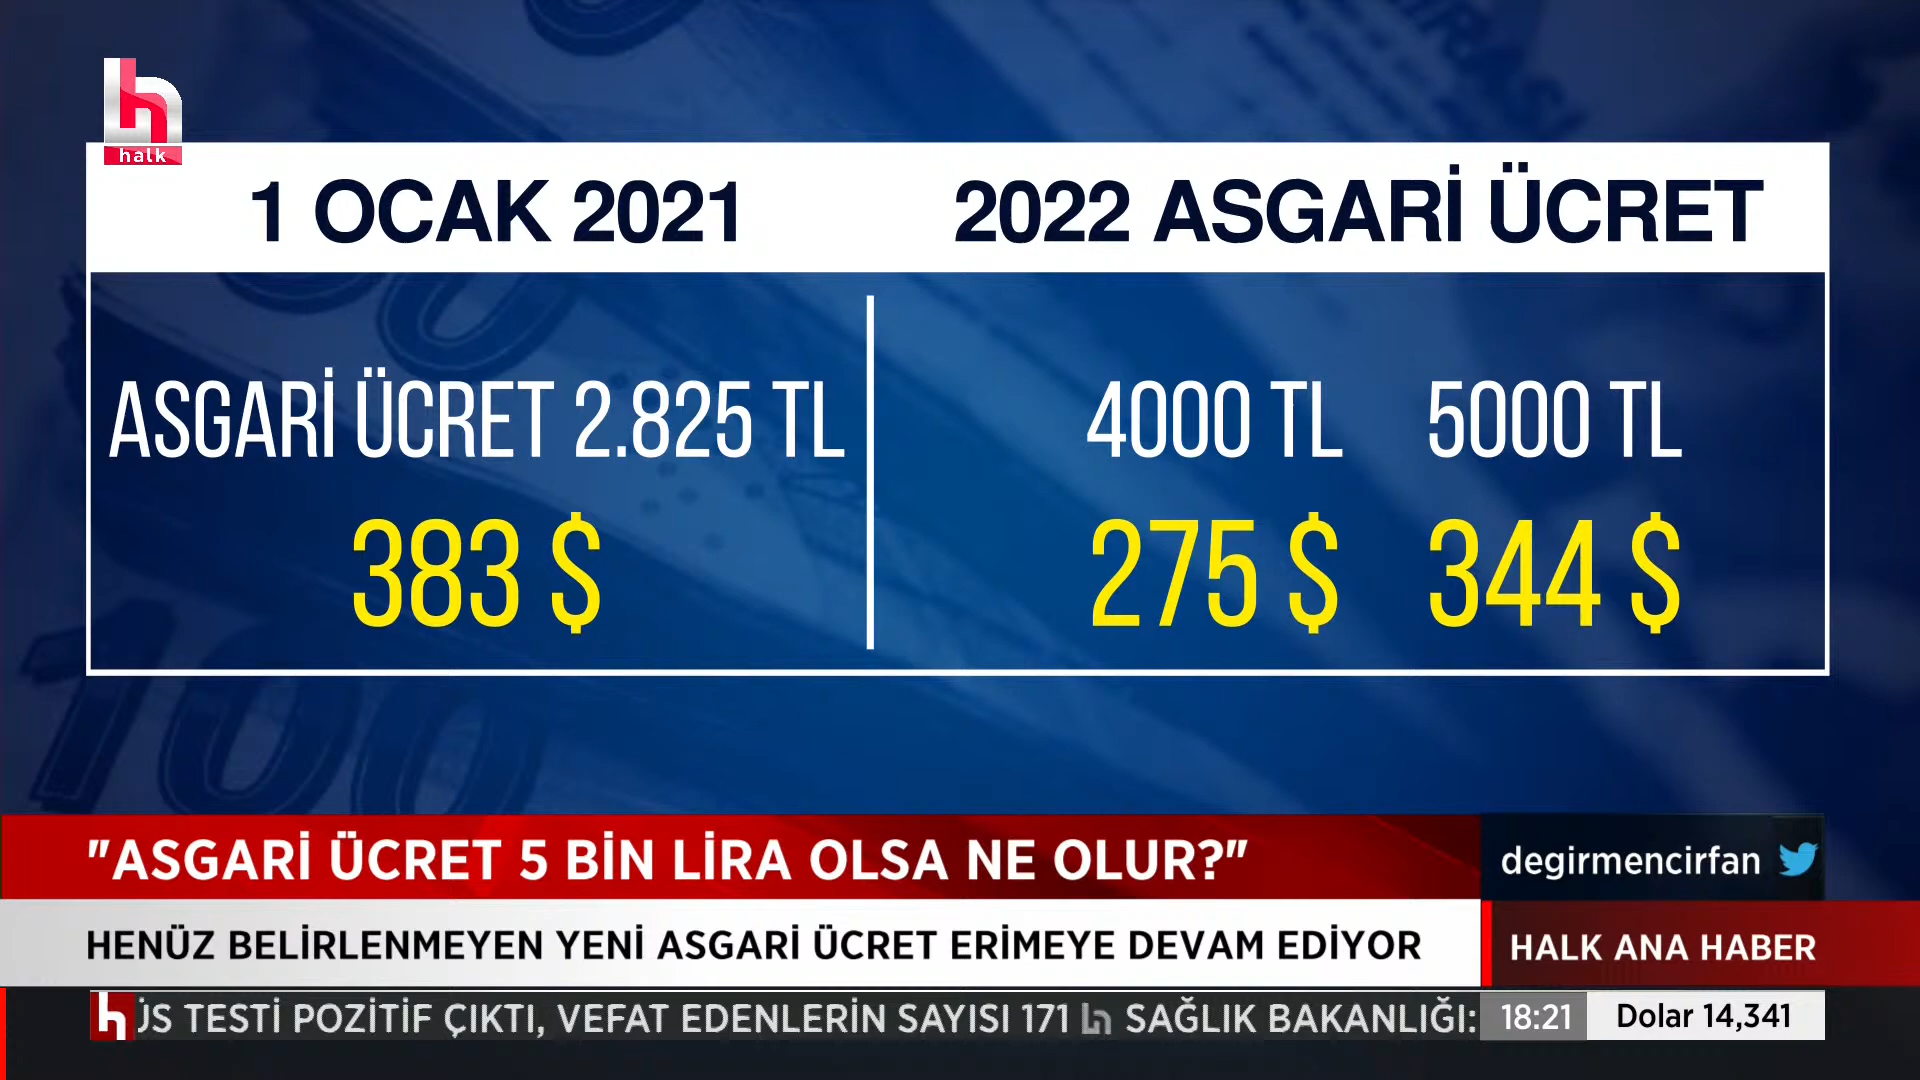 halk
1 OCAK 2021
2022 ASGARİ ÜCRET
ASGARİ ÜCRET 2.825 TL
383 $
4000 TL 5000 TL
275 $ 344 $
"ASGARİ ÜCRET 5 BİN LİRA OLSA NE OLUR?"
degirmencirfan
HENÜZ BELİRLENMEYEN YENİ ASGARİ ÜCRET ERİMEYE DEVAM EDİYOR
HALK ANA HABER
TESTİ POZİTİF ÇIKTI, VEFAT EDENLERİN SAYISI 171 SAĞLIK BAKANLIĞI:
18:21
Dolar 14,341